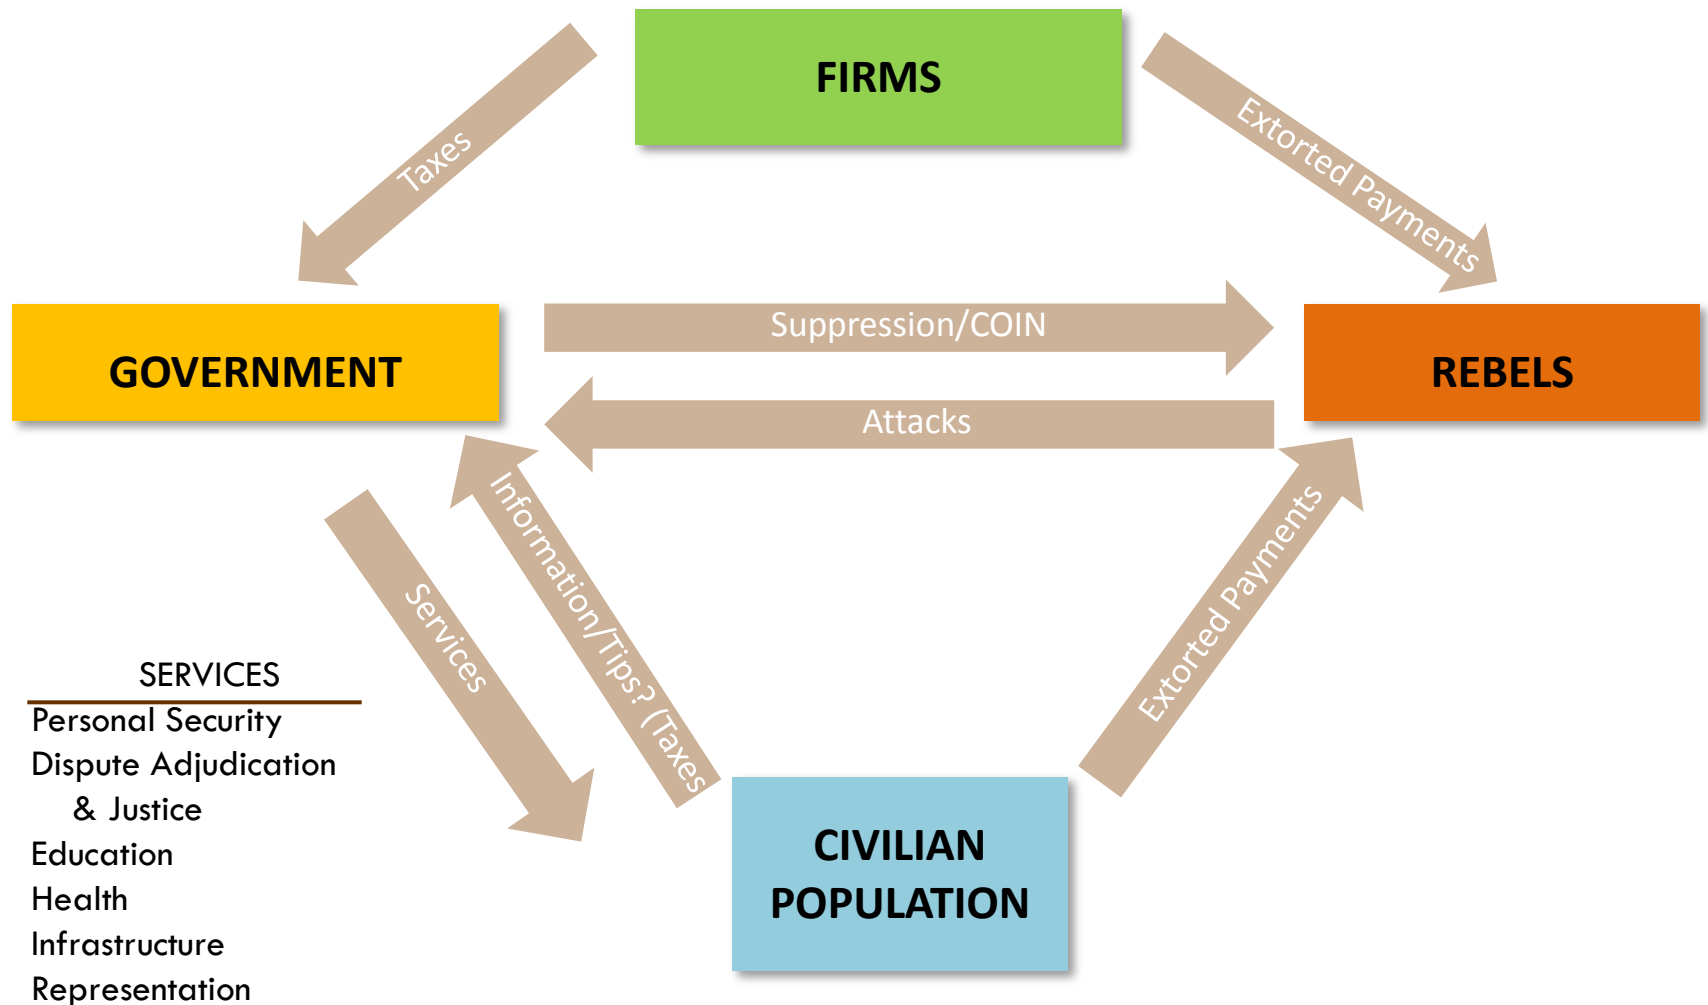 FIRMS
Taxes
Extorted Payments
Suppression/COIN
GOVERNMENT
REBELS
Attacks
Information/Tips? (Taxes
Services
Extorted Payments
SERVICES
Personal Security
Dispute Adjudication
& Justice
Education
Health
Infrastructure
Representation
CIVILIAN
POPULATION